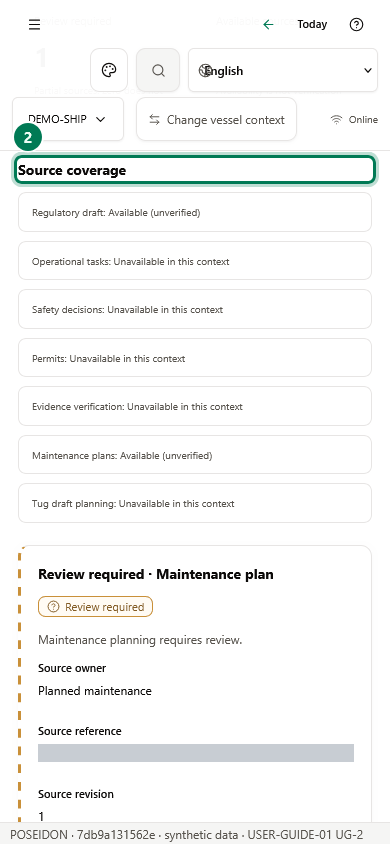 Today
English
DEMO-SHIP
Change vessel context
Online
2
Source coverage
Regulatory draft: Available (unverified)
Operational tasks: Unavailable in this context
Safety decisions: Unavailable in this context
Permits: Unavailable in this context
Evidence verification: Unavailable in this context
Maintenance plans: Available (unverified)
Tug draft planning: Unavailable in this context
Review required · Maintenance plan
Review required
Maintenance planning requires review.
Source owner
Planned maintenance
Source reference
Source revision
1
POSEIDON · 7db9a131562e · synthetic data · USER-GUIDE-01 UG-2